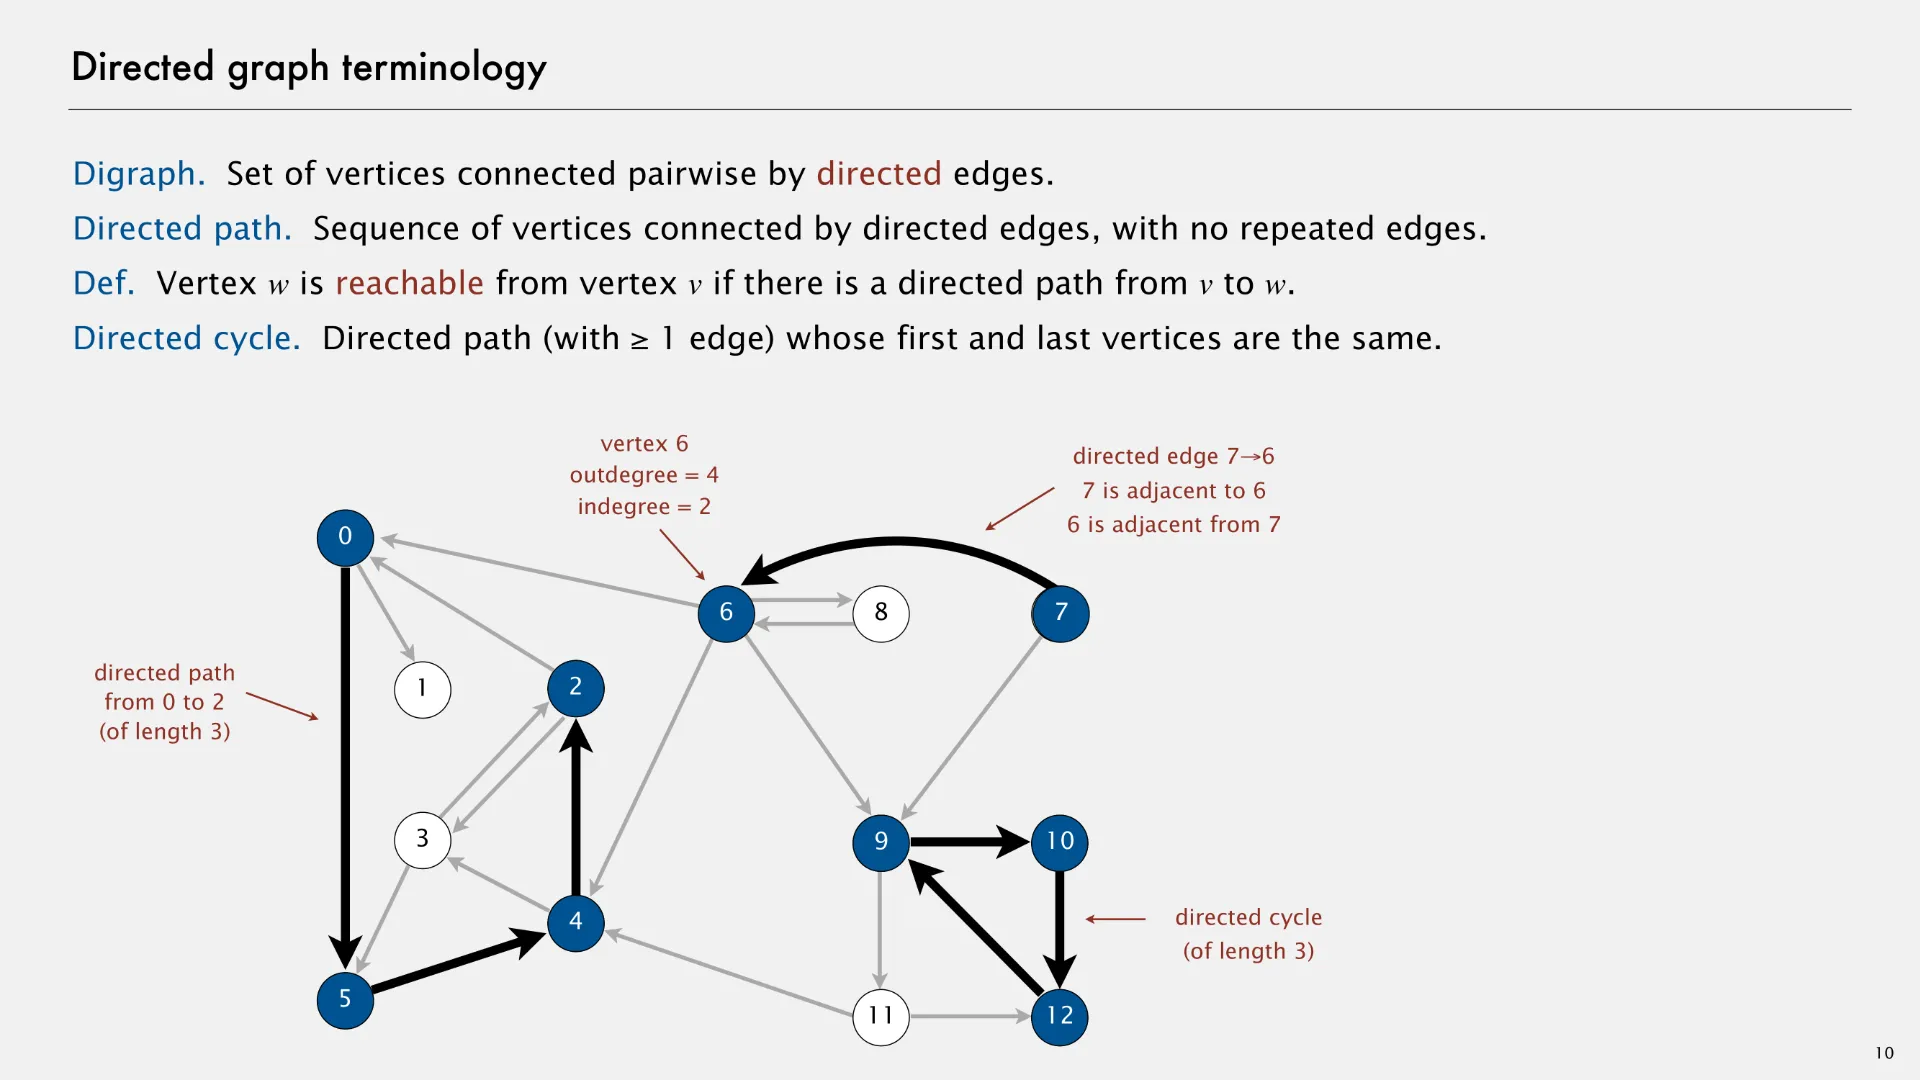 Directed graph terminology
Digraph. Set of vertices connected pairwise by directed edges.
Directed path. Sequence of vertices connected by directed edges, with no repeated edges.
Def. Vertex w is reachable from vertex v if there is a directed path from v to w.
Directed cycle. Directed path (with ≥ 1 edge) whose first and last vertices are the same.
vertex 6
outdegree = 4
indegree = 2
directed edge 7→6
7 is adjacent to 6
6 is adjacent from 7
0
6
8
7
directed path
from 0 to 2
(of length 3)
1
2
3
9
10
4
directed cycle
(of length 3)
5
11
12
10